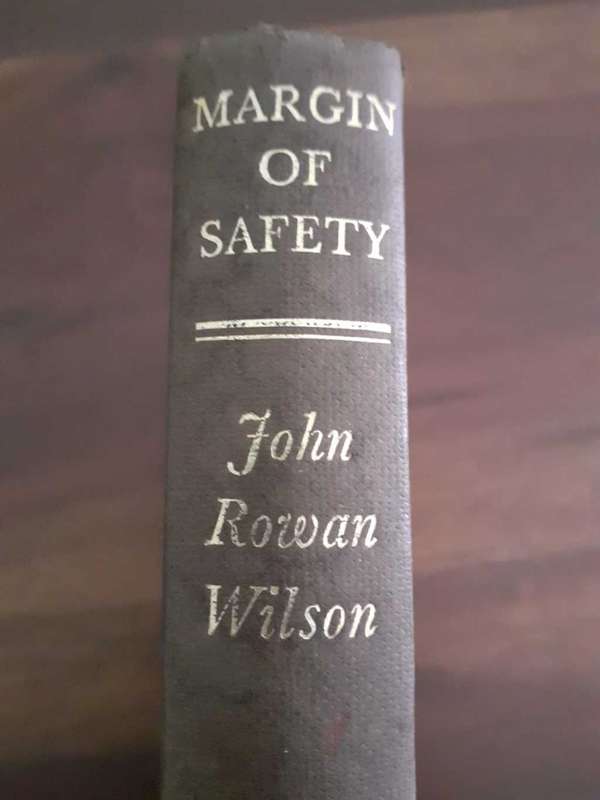 MARGIN
OF
SAFETY
John
Rowan
Wilson